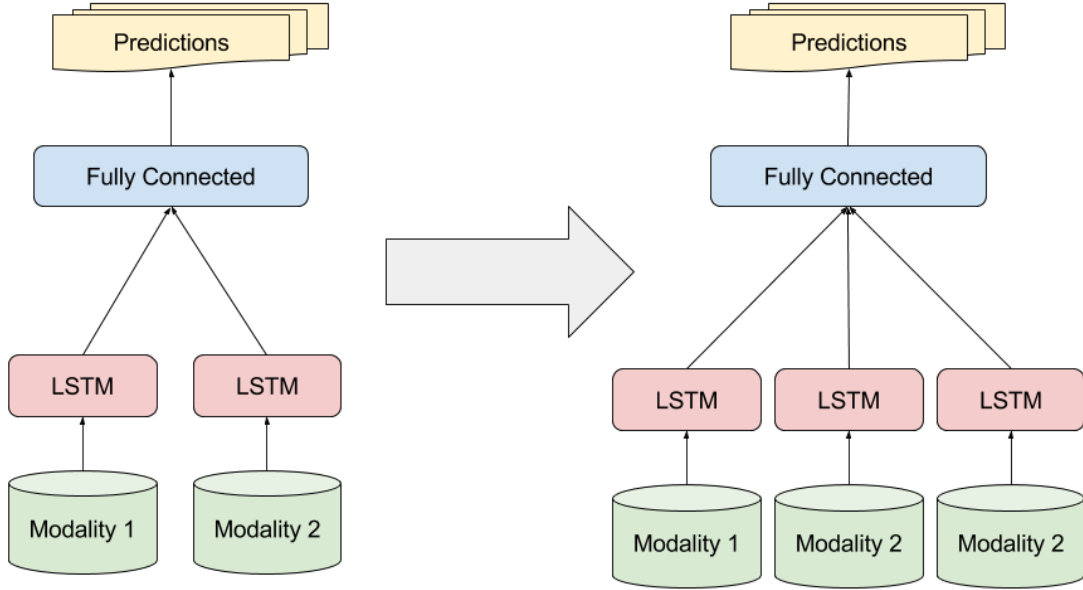 Predictions
Fully Connected
LSTM
LSTM
Modality 1
Modality 2
Predictions
Fully Connected
LSTM
LSTM
LSTM
Modality 1
Modality 2
Modality 2